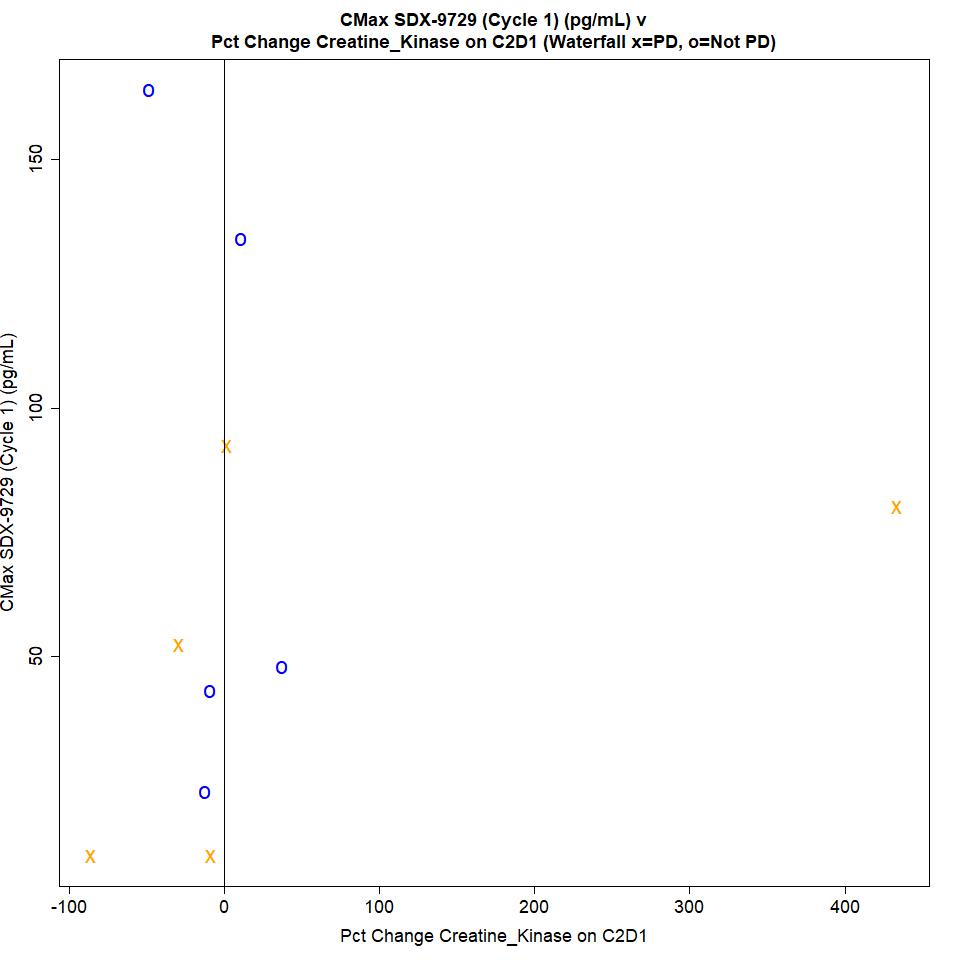 CMax SDX-9729 (Cycle 1) (pg/mL) v
Pct Change Creatine_Kinase on C2D1 (Waterfall x=PD, o=Not PD)
CMax SDX-9729 (Cycle 1) (pg/mL)
150
100
50
O
O
X
X
X
O
O
O
X
X
-100
0
100
200
300
400
Pct Change Creatine_Kinase on C2D1